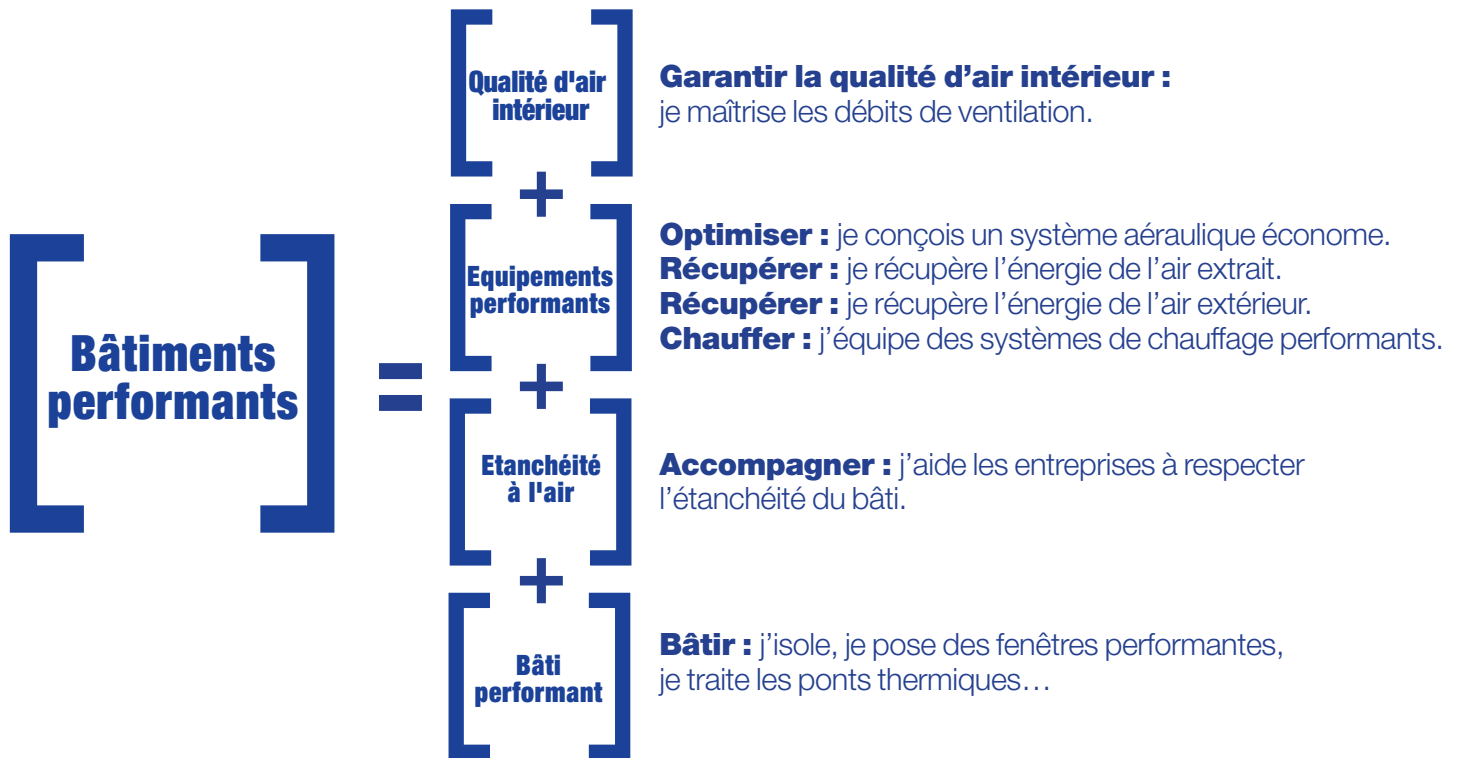 Bâtiments
performants
=
Qualité d'air
intérieur
Garantir la qualité d’air intérieur :
je maîtrise les débits de ventilation.
+
Equipements
performants
Optimiser : je conçois un système aéraulique économe.
Récupérer : je récupère l’énergie de l’air extrait.
Récupérer : je récupère l’énergie de l’air extérieur.
Chauffer : j’équipe des systèmes de chauffage performants.
+
Etanchéité
à l'air
Accompagner : j’aide les entreprises à respecter
l’étanchéité du bâti.
+
Bâti
performant
Bâtir : j’isole, je pose des fenêtres performantes,
je traite les ponts thermiques…